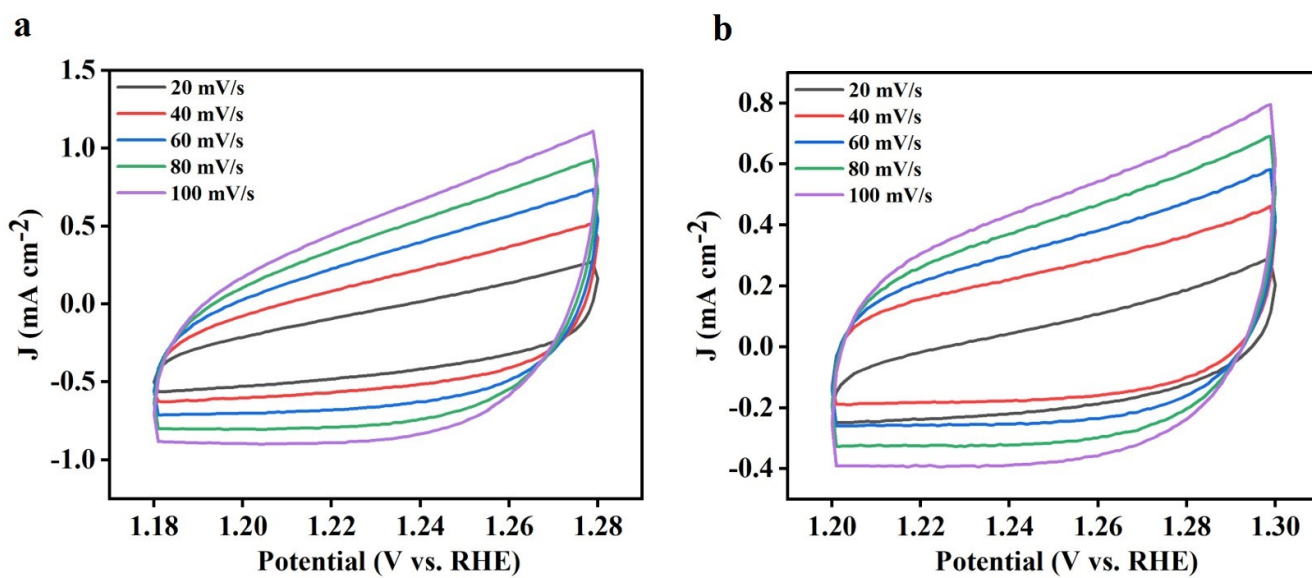 a
1.5
1.0
0.5
0.0
-0.5
-1.0
J (mA cm-2)
20 mV/s
40 mV/s
60 mV/s
80 mV/s
100 mV/s
1.18
1.20
1.22
1.24
1.26
1.28
Potential (V vs. RHE)
b
0.8
0.6
0.4
0.2
0.0
-0.2
-0.4
J (mA cm-2)
20 mV/s
40 mV/s
60 mV/s
80 mV/s
100 mV/s
1.20
1.22
1.24
1.26
1.28
1.30
Potential (V vs. RHE)